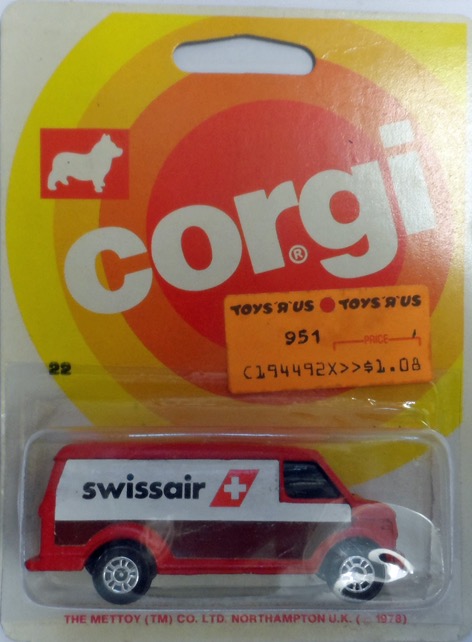 corgi
®
TOYS"R"US TOYS"R"US
951 PRICE
C194492X>>$1.08
22
swissair
THE METTOY (TM) CO. LTD. NORTHAMPTON U.K. (© 1978)